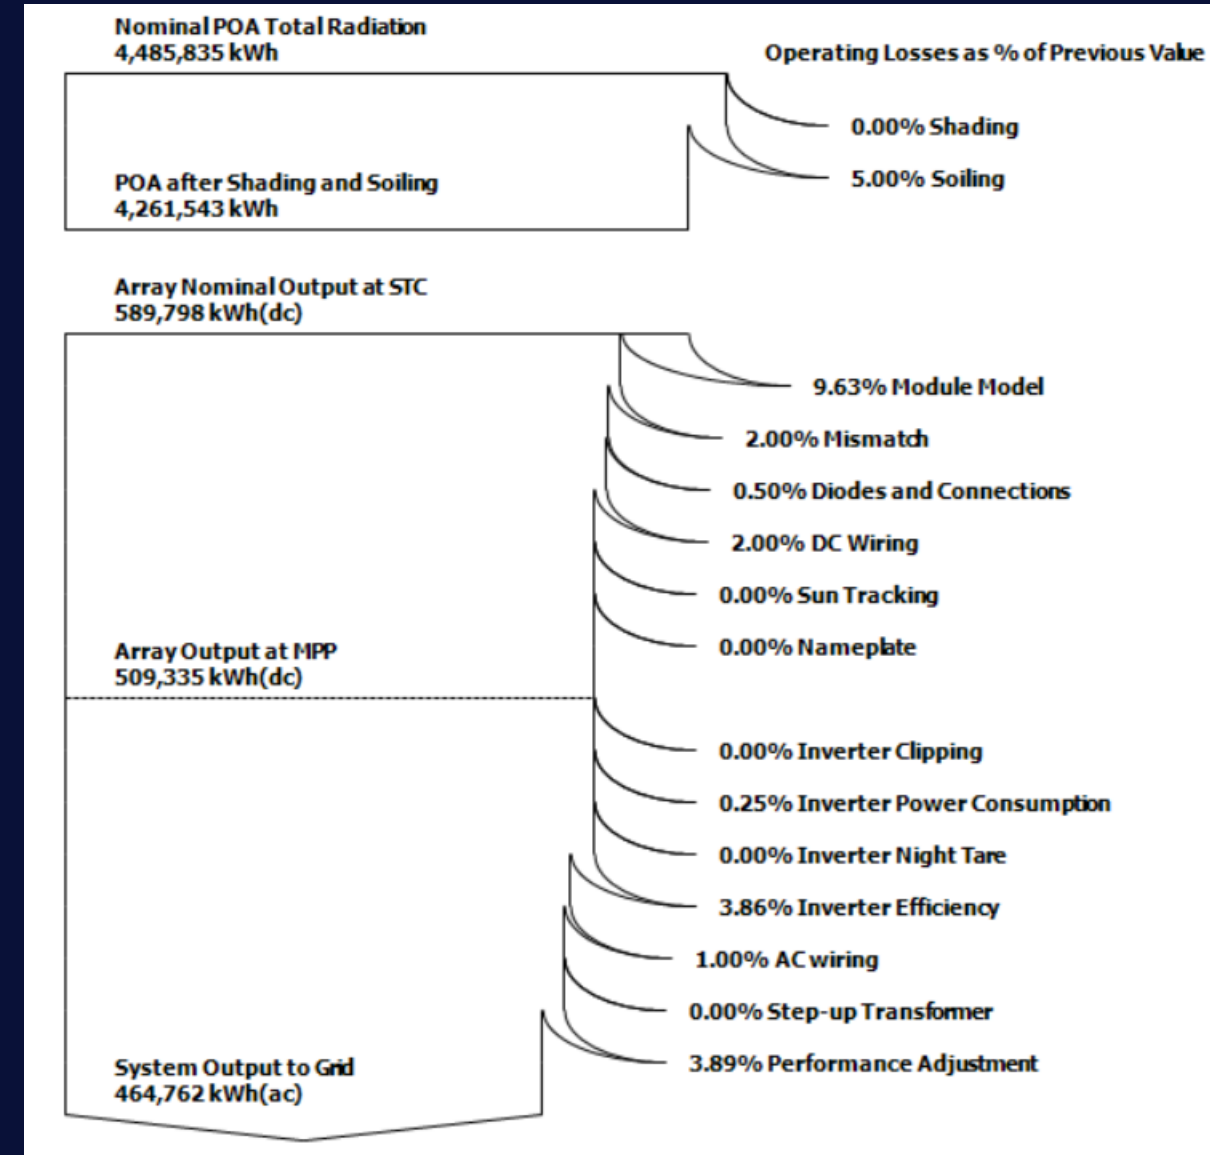 Nominal POA Total Radiation
4,485,835 kWh
Operating Losses as % of Previous Value
0.00% Shading
5.00% Soiling
POA after Shading and Soiling
4,261,543 kWh
Array Nominal Output at STC
589,798 kWh(dc)
9.63% Module Model
2.00% Mismatch
0.50% Diodes and Connections
2.00% DC Wiring
0.00% Sun Tracking
0.00% Nameplate
Array Output at MPP
509,335 kWh(dc)
0.00% Inverter Clipping
0.25% Inverter Power Consumption
0.00% Inverter Night Tare
3.86% Inverter Efficiency
1.00% AC wiring
0.00% Step-up Transformer
3.89% Performance Adjustment
System Output to Grid
464,762 kWh(ac)